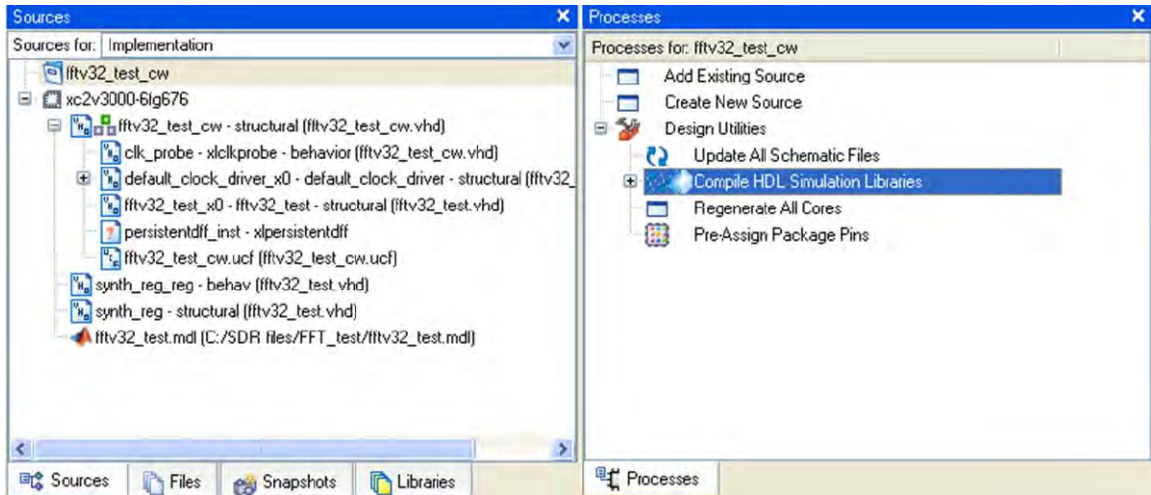 Sources
Sources for: Implementation
fftv32_test_cw
xc2v3000-6fg676
fftv32_test_cw - structural (fftv32_test_cw.vhd)
clk_probe - xlclkprobe - behavior (fftv32_test_cw.vhd)
default_clock_driver_x0 - default_clock_driver - structural (fftv32_
fftv32_test_x0 - fftv32_test - structural (fftv32_test.vhd)
persistentdff_inst - xlpersistentdff
fftv32_test_cw.ucf (fftv32_test_cw.ucf)
synth_reg_reg - behav (fftv32_test.vhd)
synth_reg - structural (fftv32_test.vhd)
fftv32_test.mdl (C:/SDR files/FFT_test/fftv32_test.mdl)
Sources Files Snapshots Libraries
Processes
Processes for: fftv32_test_cw
Add Existing Source
Create New Source
Design Utilities
Update All Schematic Files
Compile HDL Simulation Libraries
Regenerate All Cores
Pre-Assign Package Pins
Processes